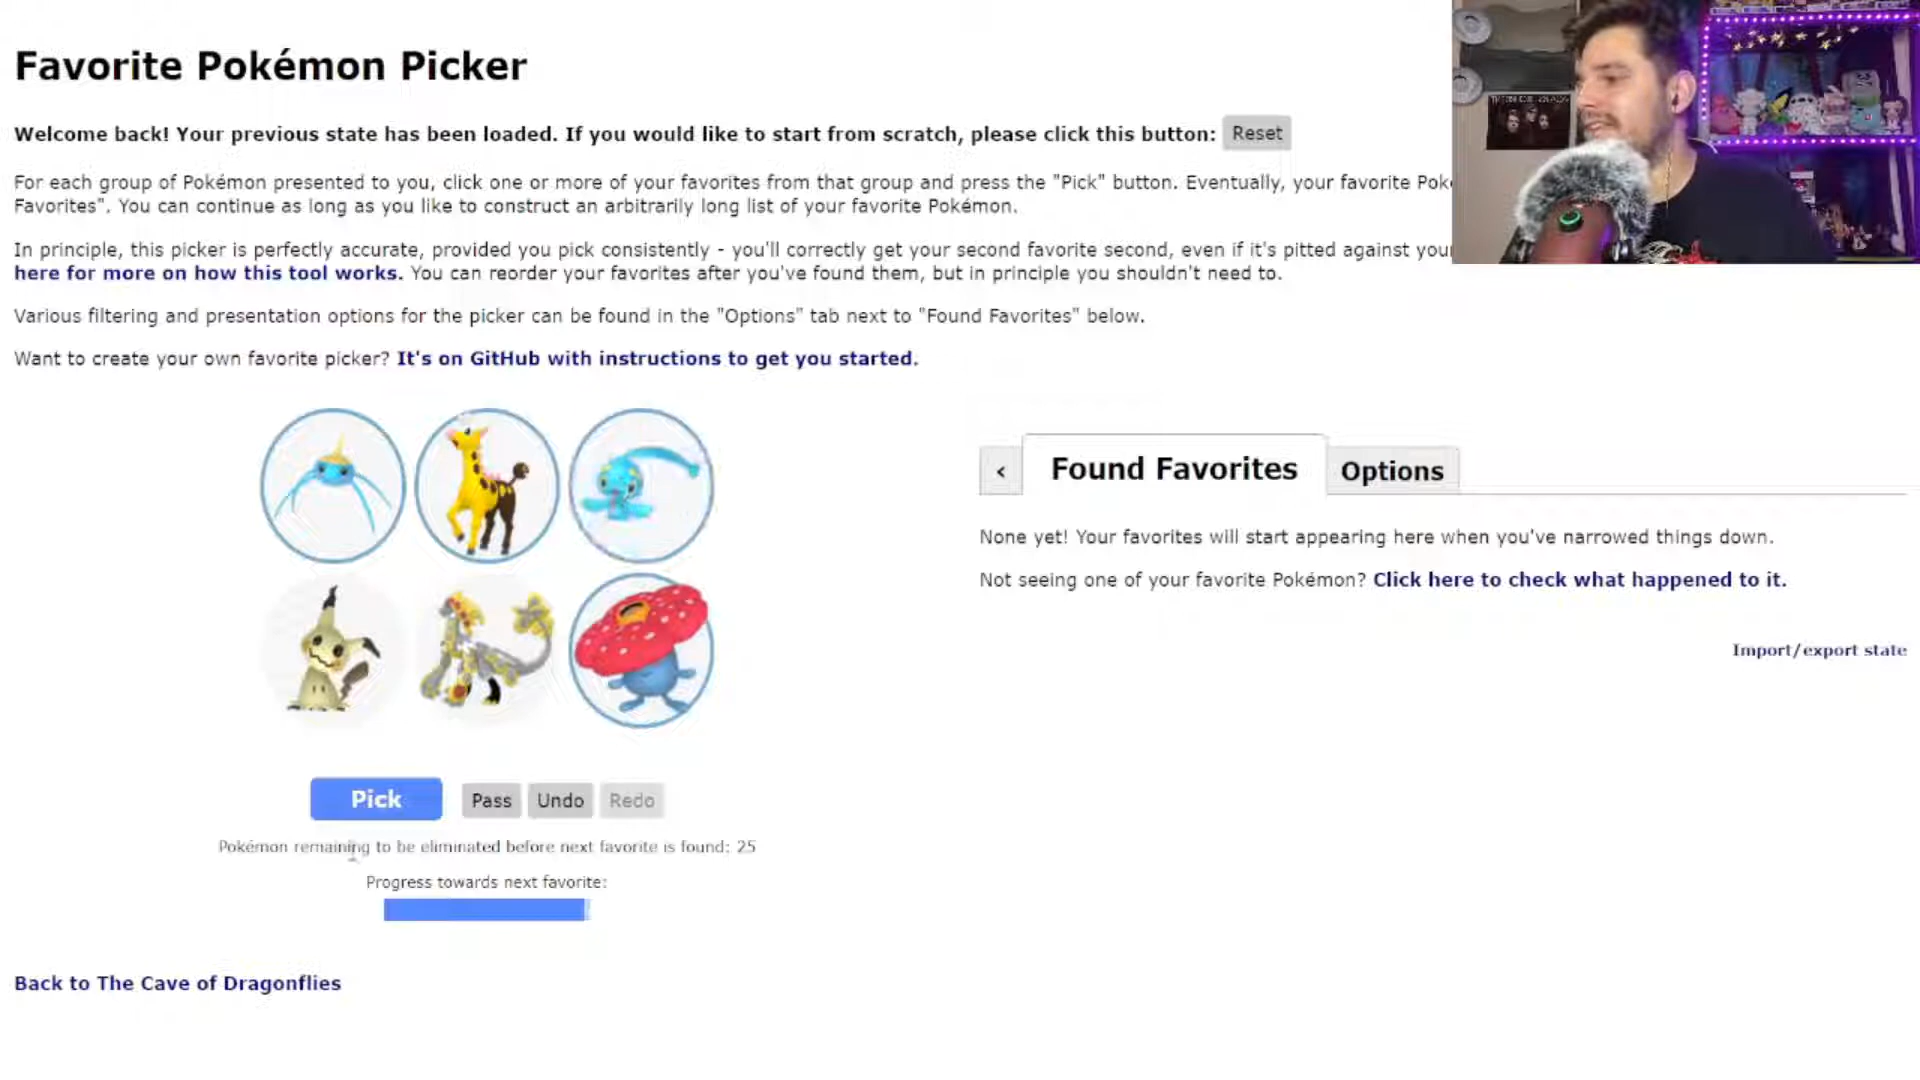 Favorite Pokémon Picker
Welcome back! Your previous state has been loaded. If you would like to start from scratch, please click this button: Reset
For each group of Pokémon presented to you, click one or more of your favorites from that group and press the "Pick" button. Eventually, your favorite
Favorites". You can continue as long as you like to construct an arbitrarily long list of your favorite Pokémon.
In principle, this picker is perfectly accurate, provided you pick consistently - you'll correctly get your second favorite second, even if it's pitted against
here for more on how this tool works. You can reorder your favorites after you've found them, but in principle you shouldn't need to.
Various filtering and presentation options for the picker can be found in the "Options" tab next to "Found Favorites" below.
Want to create your own favorite picker? It's on GitHub with instructions to get you started.
‹ Found Favorites Options
None yet! Your favorites will start appearing here when you've narrowed things down.
Not seeing one of your favorite Pokémon? Click here to check what happened to it.
Import/export state
Pick Pass Undo Redo
Pokémon remaining to be eliminated before next favorite is found: 25
Progress towards next favorite:
Back to The Cave of Dragonflies